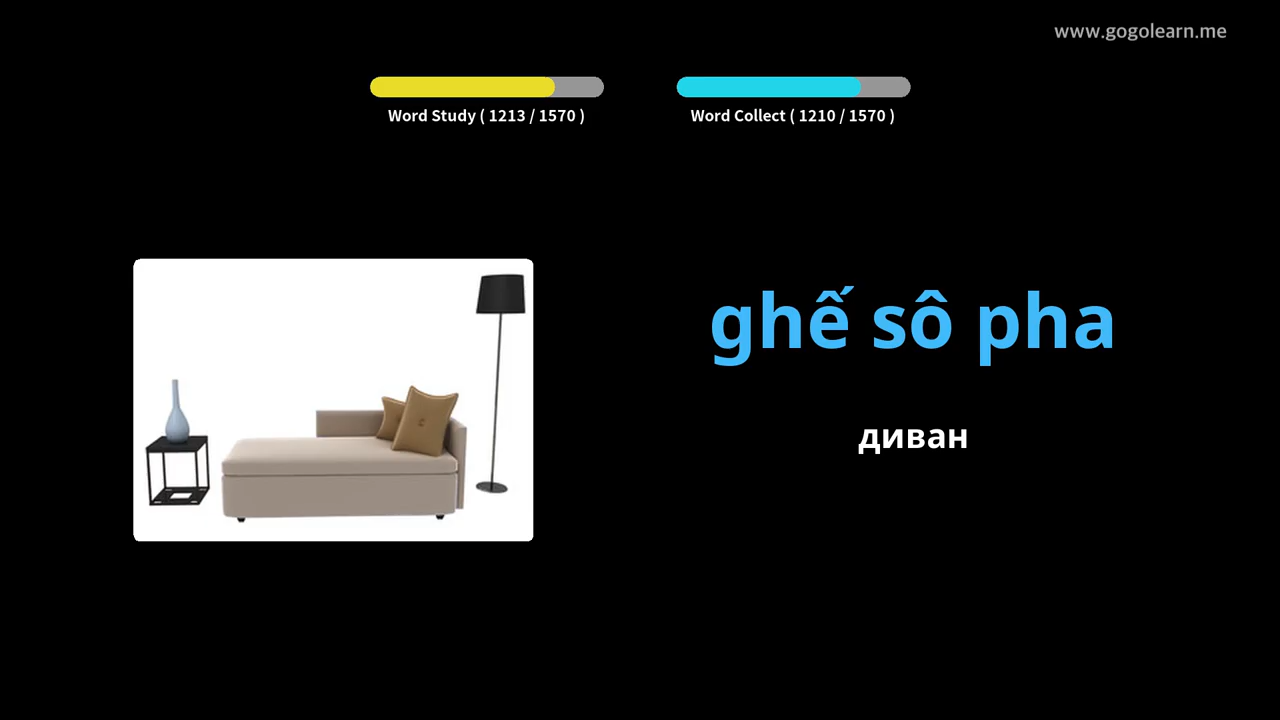 www.gogolearn.me
Word Study ( 1213 / 1570 )
Word Collect ( 1210 / 1570 )
ghế sô pha
диван